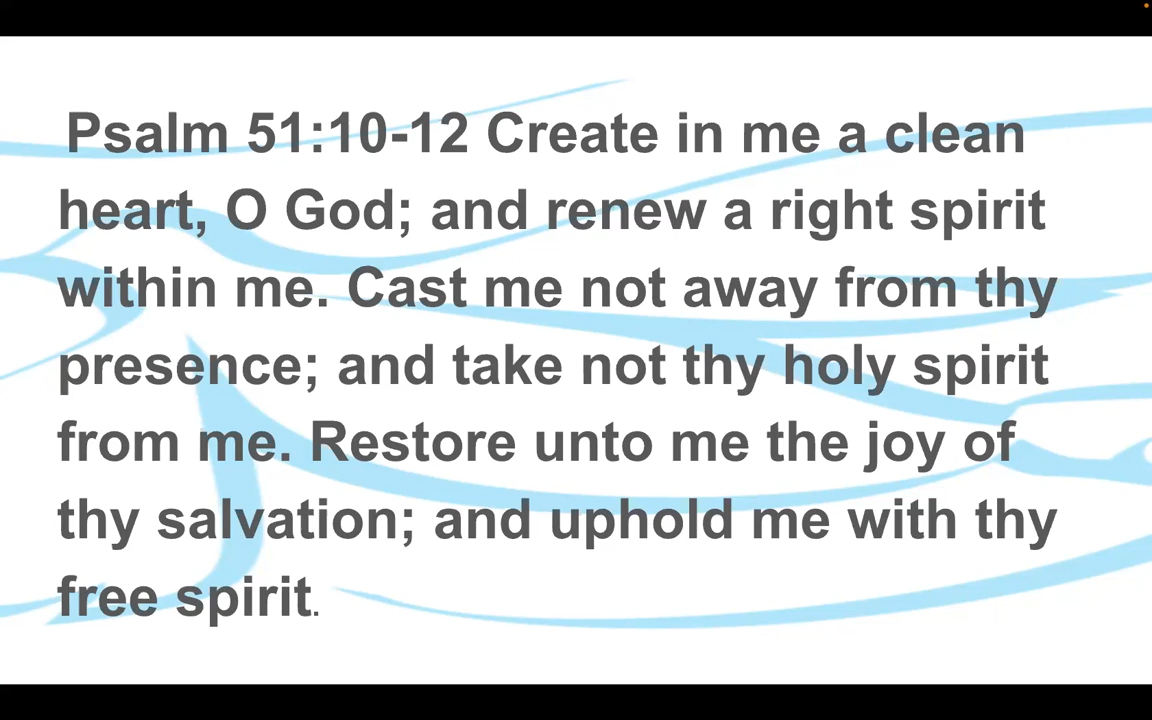 Psalm 51:10-12 Create in me a clean
heart, O God; and renew a right spirit
within me. Cast me not away from thy
presence; and take not thy holy spirit
from me. Restore unto me the joy of
thy salvation; and uphold me with thy
free spirit.